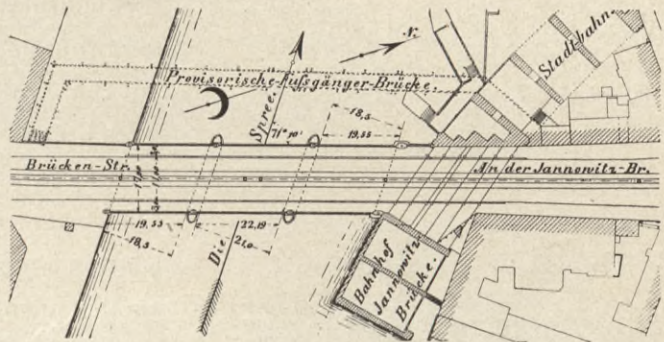 N.
Stadtbahn
Provisorische-Fussgänger-Brücke
Spree.
18,5
71° 10'
19,55
Brücken-Str.
An der Jannowitz-Br.
19,55
22,19
18,5
21,0
Die
Bahnhof
Jannowitz
Brücke.